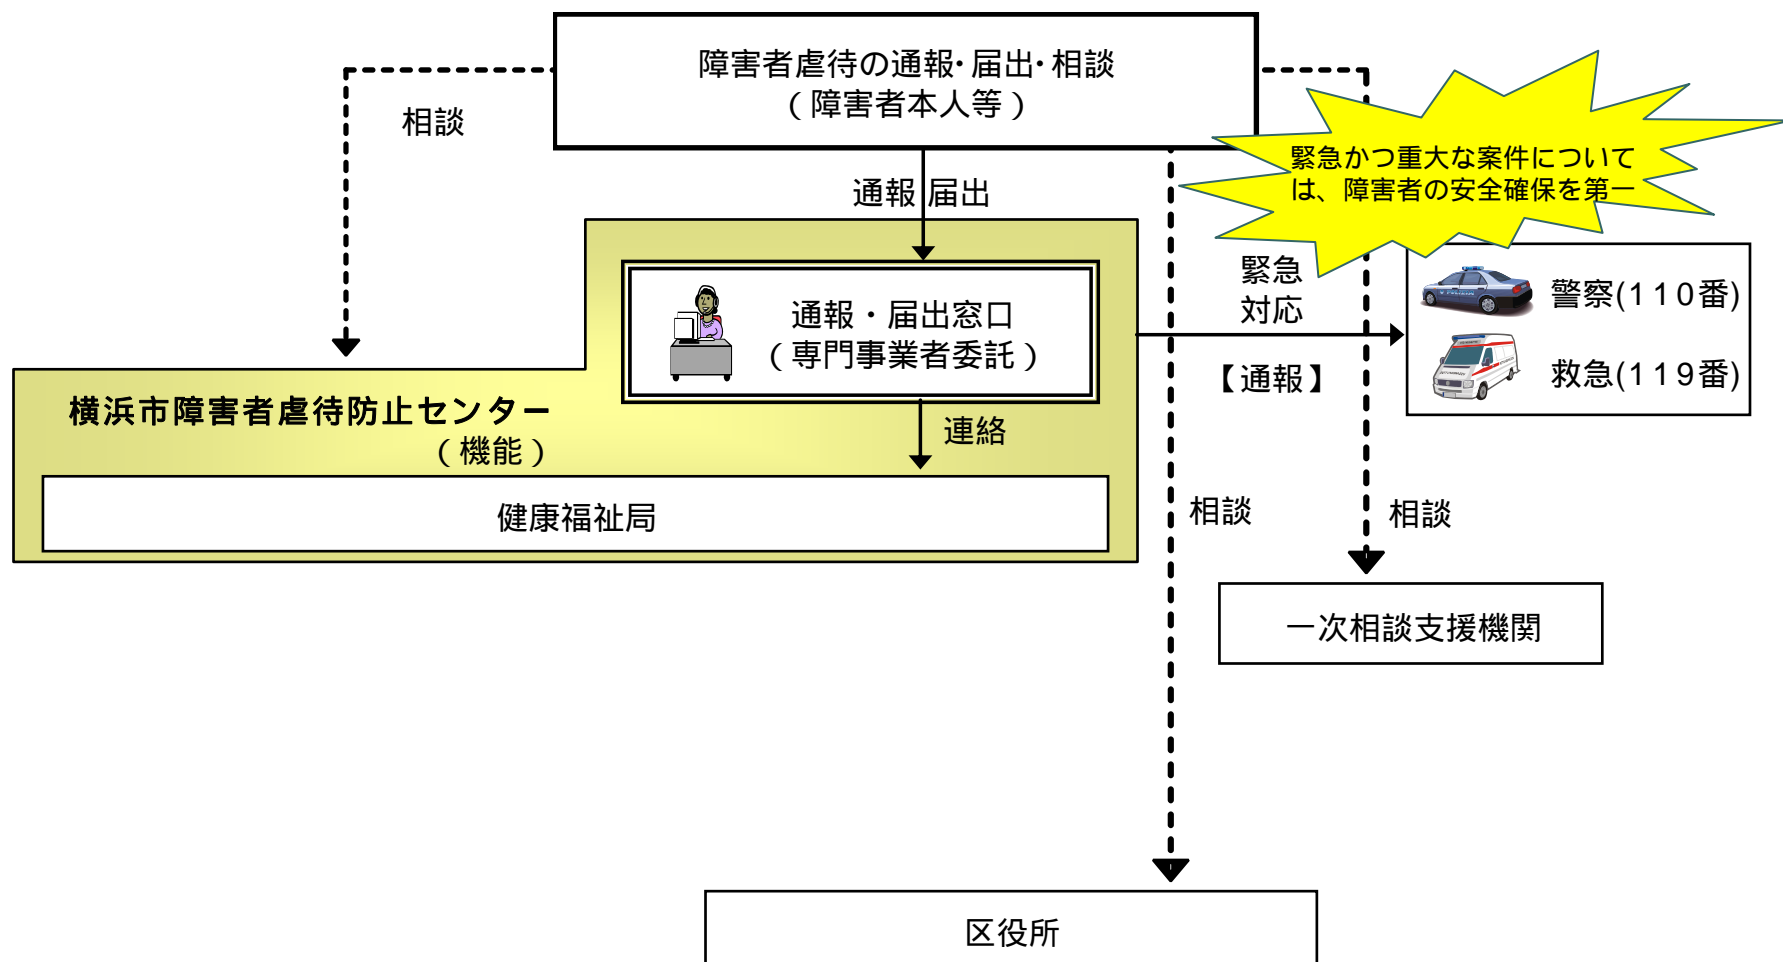 障害者虐待の通報・届出・相談
（障害者本人等）
相談
緊急かつ重大な案件について
は、障害者の安全確保を第一
通報 届出
緊急
対応
通報・届出窓口
（専門事業者委託）
警察(１１０番)
【通報】
救急(１１９番)
横浜市障害者虐待防止センター
（機能）
連絡
健康福祉局
相談
相談
一次相談支援機関
区役所